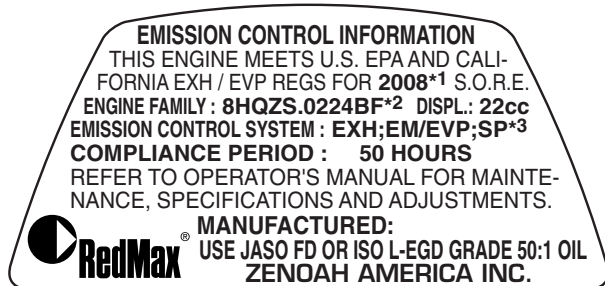 EMISSION CONTROL INFORMATION
THIS ENGINE MEETS U.S. EPA AND CALI-
FORNIA EXH / EVP REGS FOR 2008*1 S.O.R.E.
ENGINE FAMILY : 8HQZS.0224BF*2 DISPL.: 22cc
EMISSION CONTROL SYSTEM : EXH;EM/EVP;SP*3
COMPLIANCE PERIOD : 50 HOURS
REFER TO OPERATOR'S MANUAL FOR MAINTE-
NANCE, SPECIFICATIONS AND ADJUSTMENTS.
MANUFACTURED:
RedMax® USE JASO FD OR ISO L-EGD GRADE 50:1 OIL
ZENOAH AMERICA INC.